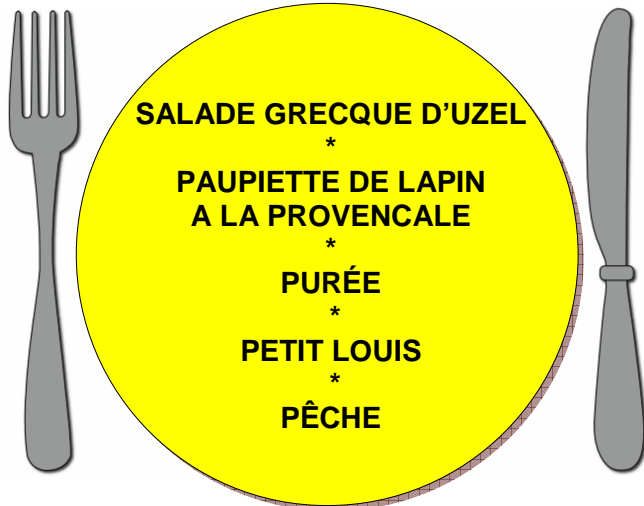 SALADE GRECQUE D’UZEL
*
PAUPIETTE DE LAPIN
A LA PROVENCALE
*
PURÉE
*
PETIT LOUIS
*
PÊCHE